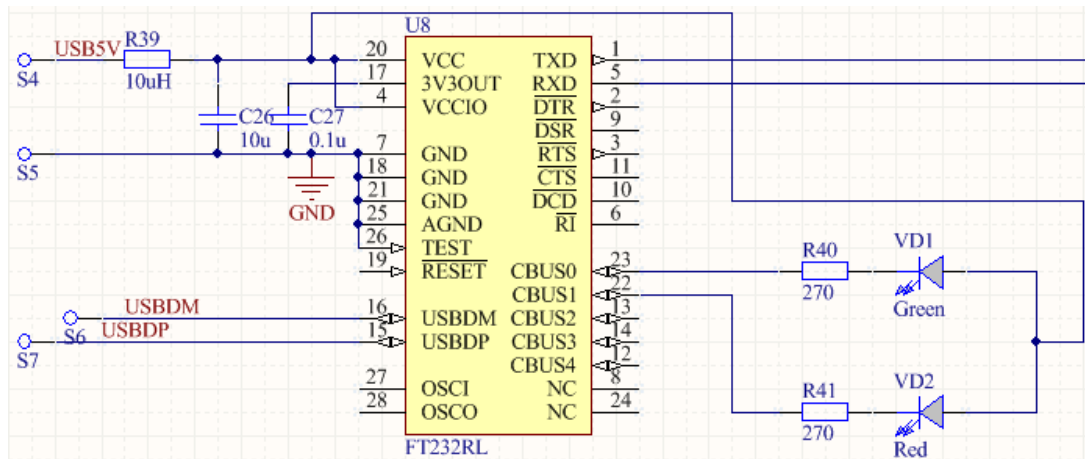 U8
USB5V
R39
10uH
S4
C26
10u
C27
0.1u
S5
GND
USBDM
S6
USBDP
S7
20
17
4
7
18
21
25
26
19
16
15
27
28
VCC
3V3OUT
VCCIO
GND
GND
GND
AGND
TEST
RESET
USBDM
USBDP
OSCI
OSCO
TXD
RXD
DTR
DSR
RTS
CTS
DCD
RI
CBUS0
CBUS1
CBUS2
CBUS3
CBUS4
NC
NC
1
5
2
9
3
11
10
6
23
22
13
14
12
8
24
FT232RL
R40
270
VD1
Green
R41
270
VD2
Red